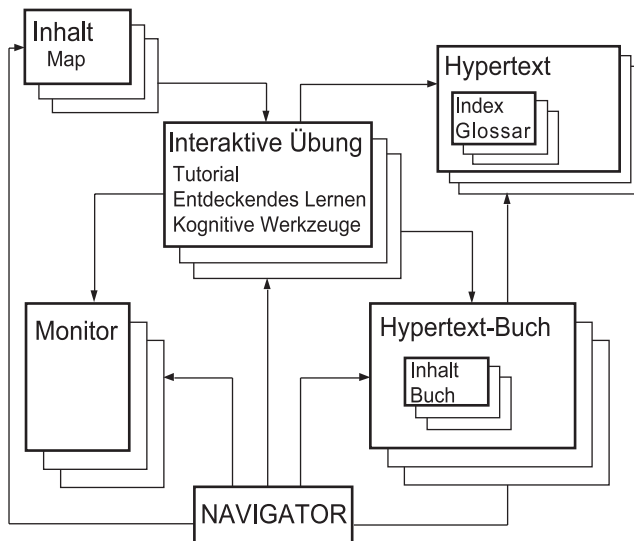 Inhalt
Map
Hypertext
Index
Glossar
Interaktive Übung
Tutorial
Entdeckendes Lernen
Kognitive Werkzeuge
Monitor
Hypertext-Buch
Inhalt
Buch
NAVIGATOR